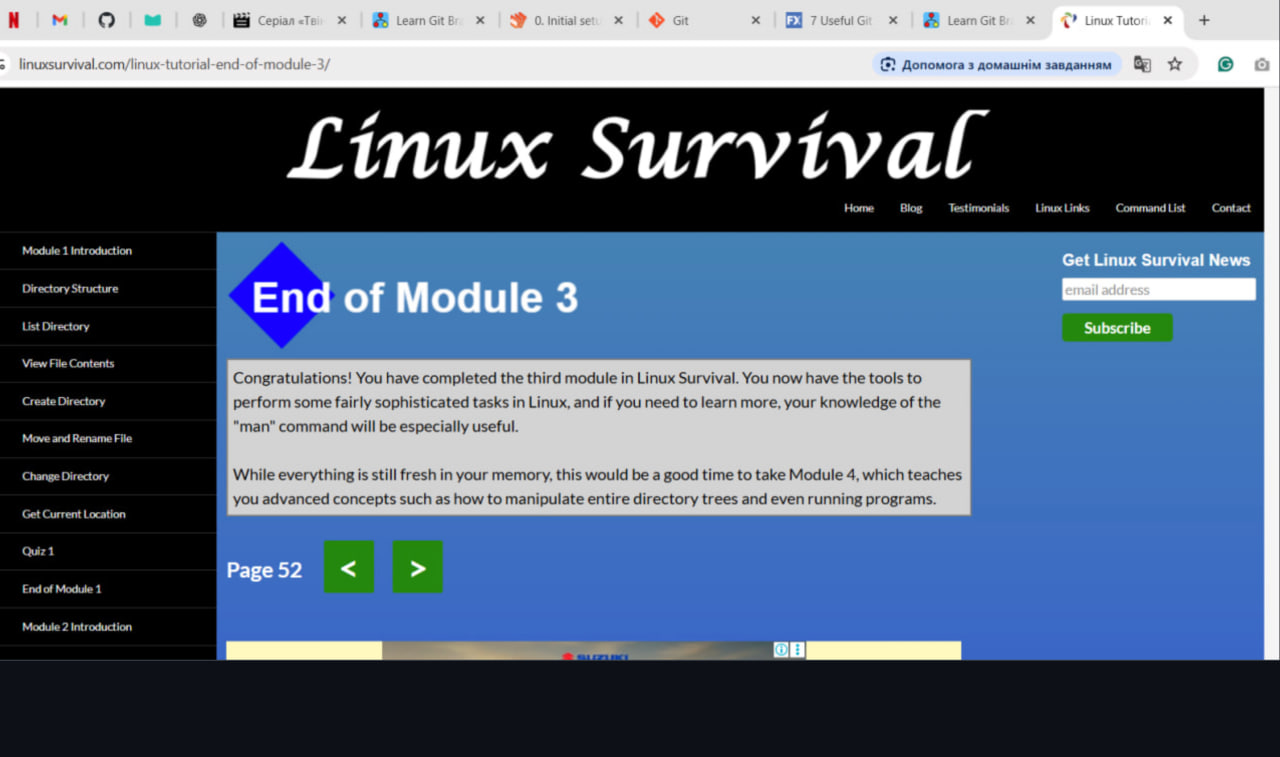 Серіал «Тві
Learn Git Br
0. Initial setu
Git
7 Useful Git
Learn Git Br
Linux Tutori
linuxsurvival.com/linux-tutorial-end-of-module-3/
Допомога з домашнім завданням
Linux Survival
Home Blog Testimonials Linux Links Command List Contact
Module 1 Introduction
Directory Structure
List Directory
View File Contents
Create Directory
Move and Rename File
Change Directory
Get Current Location
Quiz 1
End of Module 1
Module 2 Introduction
End of Module 3
Congratulations! You have completed the third module in Linux Survival. You now have the tools to
perform some fairly sophisticated tasks in Linux, and if you need to learn more, your knowledge of the
"man" command will be especially useful.
While everything is still fresh in your memory, this would be a good time to take Module 4, which teaches
you advanced concepts such as how to manipulate entire directory trees and even running programs.
Page 52 < >
Get Linux Survival News
email address
Subscribe
SUZUKI